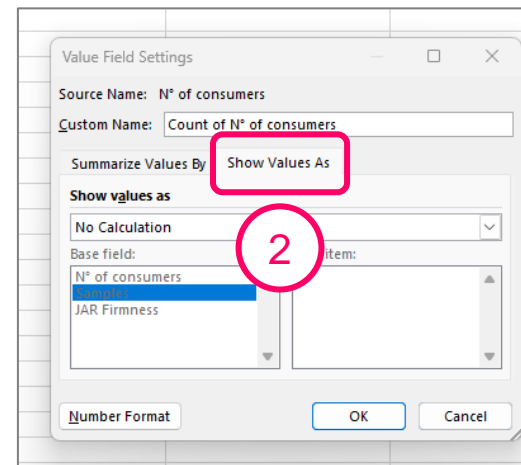 Value Field Settings
Source Name: N° of consumers
Custom Name: Count of N° of consumers
Summarize Values By Show Values As
Show values as
No Calculation
2
Base field: item:
N° of consumers
Samples
JAR Firmness
Number Format OK Cancel